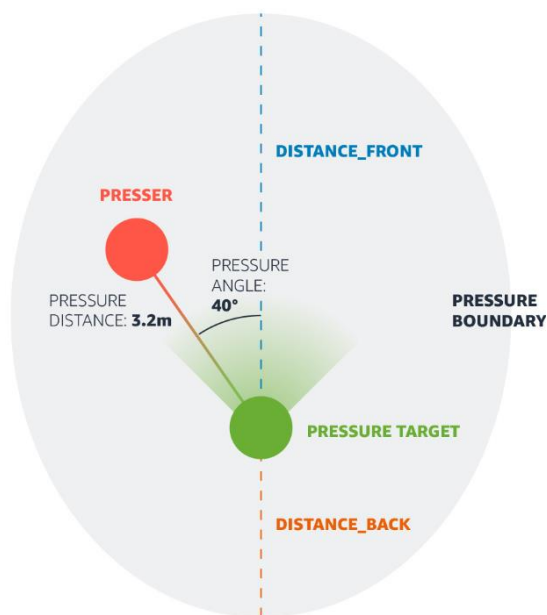 DISTANCE_FRONT
PRESSER
PRESSURE
ANGLE:
40°
PRESSURE
DISTANCE: 3.2m
PRESSURE
BOUNDARY
PRESSURE TARGET
DISTANCE_BACK